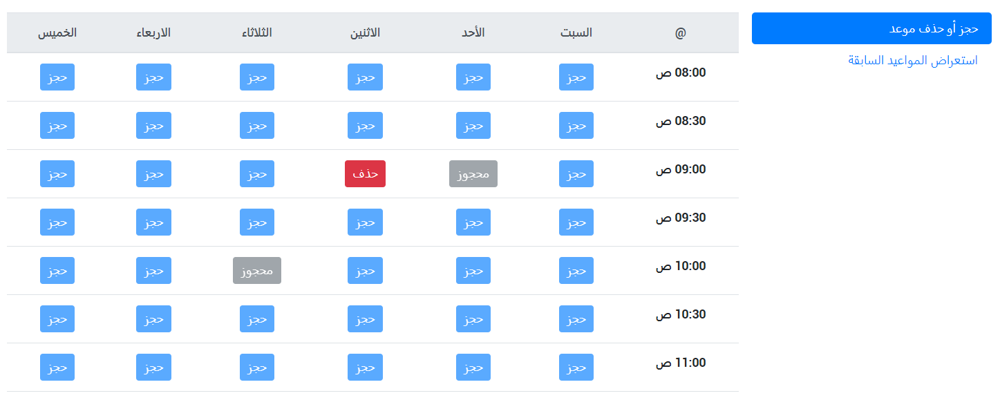 حجز أو حذف موعد
استعراض المواعيد السابقة
@ السبت الأحد الاثنين الثلاثاء الاربعاء الخميس
08:00 ص حجز حجز حجز حجز حجز حجز
08:30 ص حجز حجز حجز حجز حجز حجز
09:00 ص حجز محجوز حذف حجز حجز حجز
09:30 ص حجز حجز حجز حجز حجز حجز
10:00 ص حجز حجز حجز محجوز حجز حجز
10:30 ص حجز حجز حجز حجز حجز حجز
11:00 ص حجز حجز حجز حجز حجز حجز